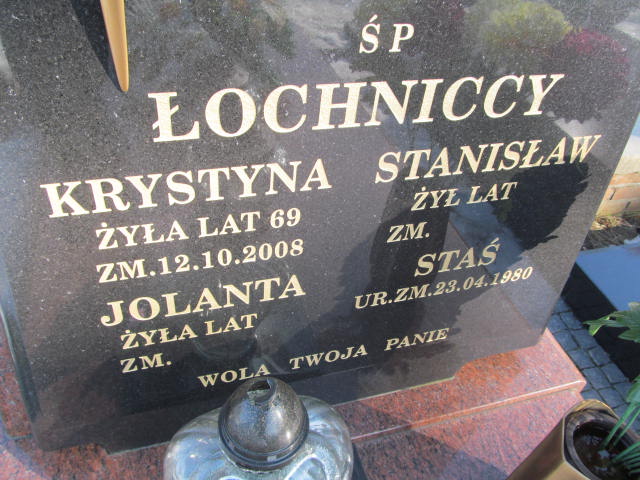 ŚP
ŁOCHNICCY
KRYSTYNA
ŻYŁA LAT 69
ZM.12.10.2008
JOLANTA
ŻYŁA LAT
ZM.
STANISŁAW
ŻYŁ LAT
ZM.
STAŚ
UR.ZM.23.04.1980
WOLA TWOJA PANIE